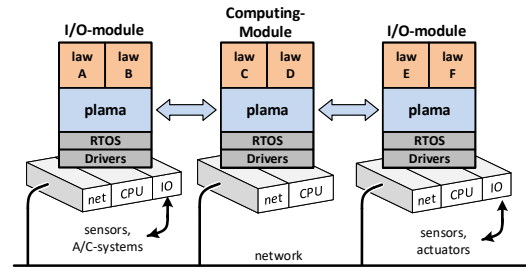 I/O-module
law A
law B
plama
RTOS
Drivers
net
CPU
IO
sensors,
A/C-systems
Computing-
Module
law C
law D
plama
RTOS
Drivers
net
CPU
network
I/O-module
law E
law F
plama
RTOS
Drivers
net
CPU
IO
sensors,
actuators